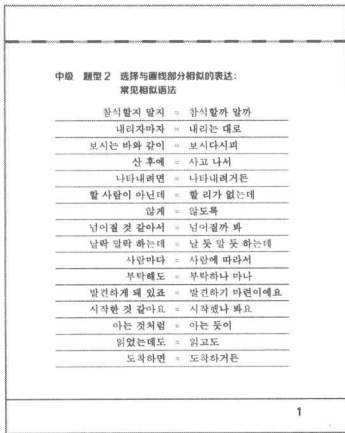 中级 题型 2 选择与画线部分相似的表达:
常见相似语法
참석할지 말지 = 참석할까 말까
내리자마자 = 내리는 대로
보시는 바와 같이 = 보시다시피
산 후에 = 사고 나서
나타내려면 = 나타내려거든
할 사람이 아닌데 = 할 리가 없는데
않게 = 않도록
넘어질 것 같아서 = 넘어질까 봐
날락 말락 하는데 = 날 듯 말 듯 하는데
사람마다 = 사람에 따라서
부탁해도 = 부탁하나 마나
발견하게 돼 있죠 = 발견하기 마련이에요
시작한 것 같아요 = 시작했나 봐요
아는 것처럼 = 아는 듯이
읽었는데도 = 읽고도
도착하면 = 도착하거든
1